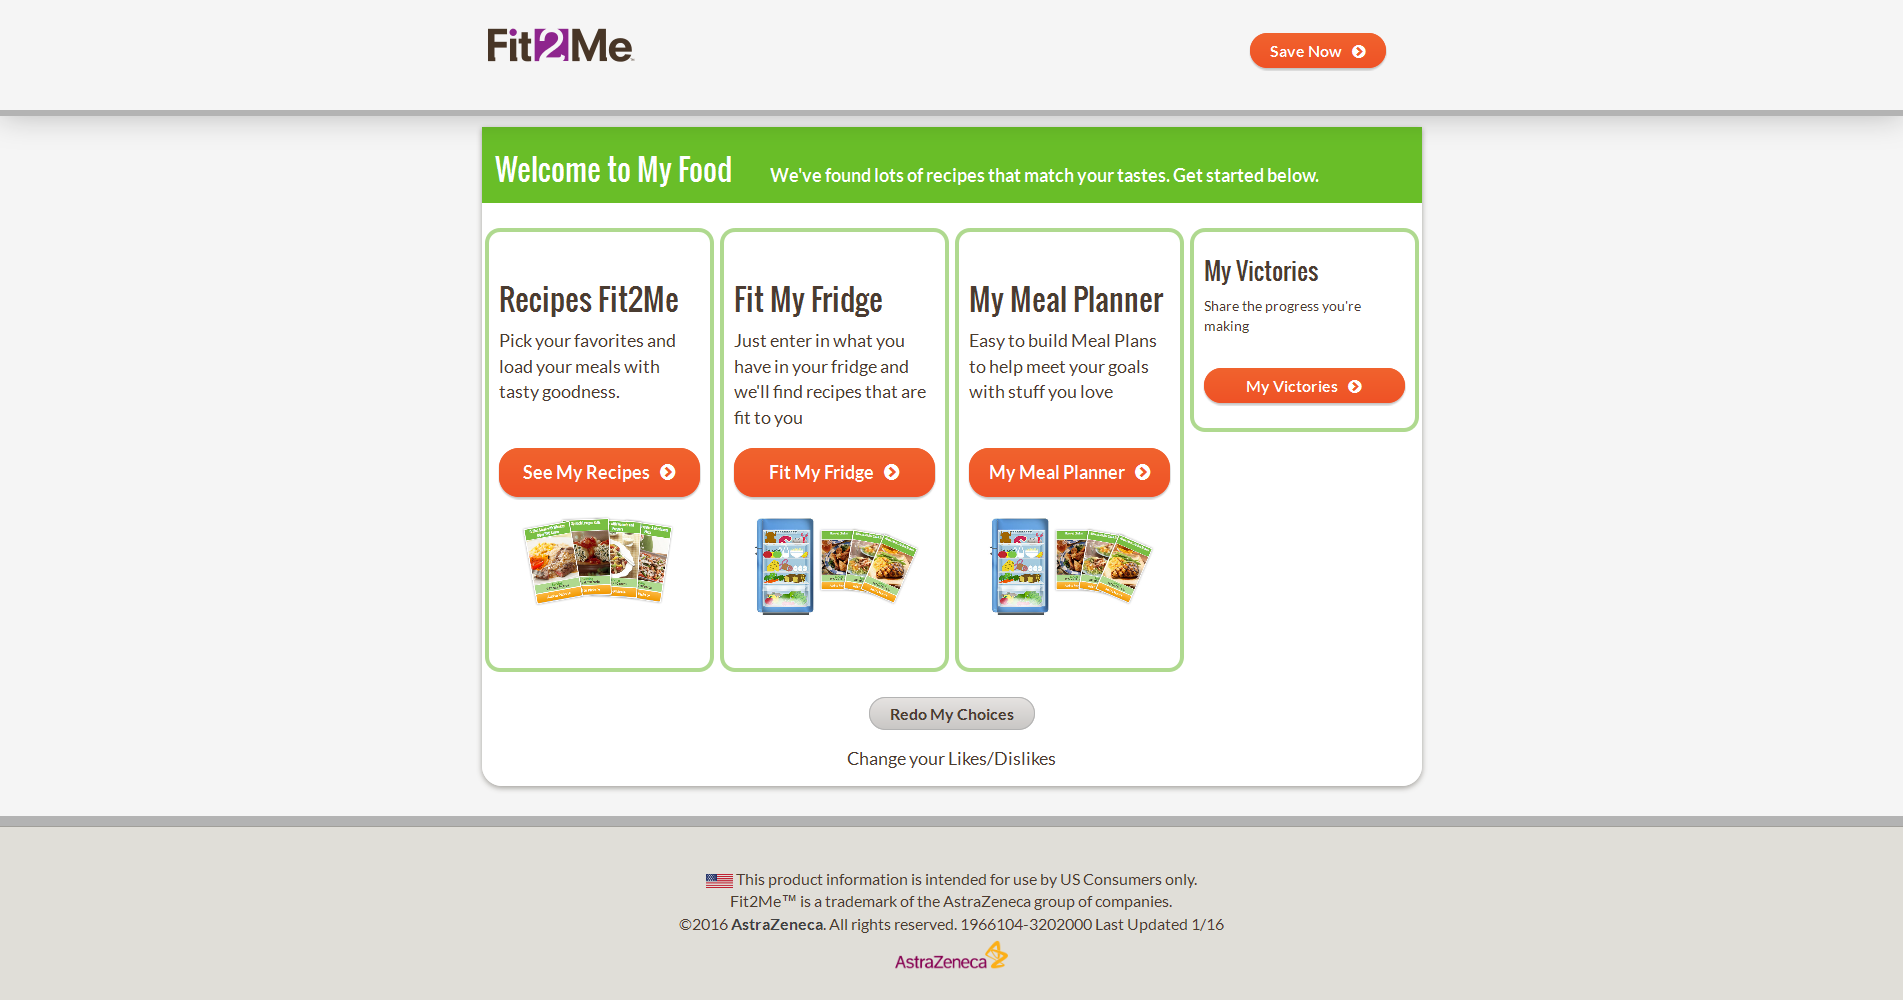 Fit2Me
Save Now
Welcome to My Food
We've found lots of recipes that match your tastes. Get started below.
Recipes Fit2Me
Pick your favorites and
load your meals with
tasty goodness.
See My Recipes
Fit My Fridge
Just enter in what you
have in your fridge and
we'll find recipes that are
fit to you
Fit My Fridge
My Meal Planner
Easy to build Meal Plans
to help meet your goals
with stuff you love
My Meal Planner
My Victories
Share the progress you're
making
My Victories
Redo My Choices
Change your Likes/Dislikes
This product information is intended for use by US Consumers only.
Fit2Me™ is a trademark of the AstraZeneca group of companies.
©2016 AstraZeneca. All rights reserved. 1966104-3202000 Last Updated 1/16
AstraZeneca